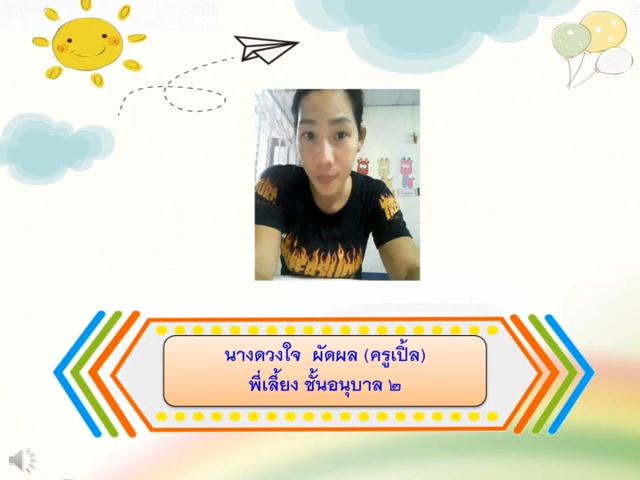 นางดวงใจ ผัดผล (ครูเปิ้ล)
พี่เลี้ยง ชั้นอนุบาล ๒